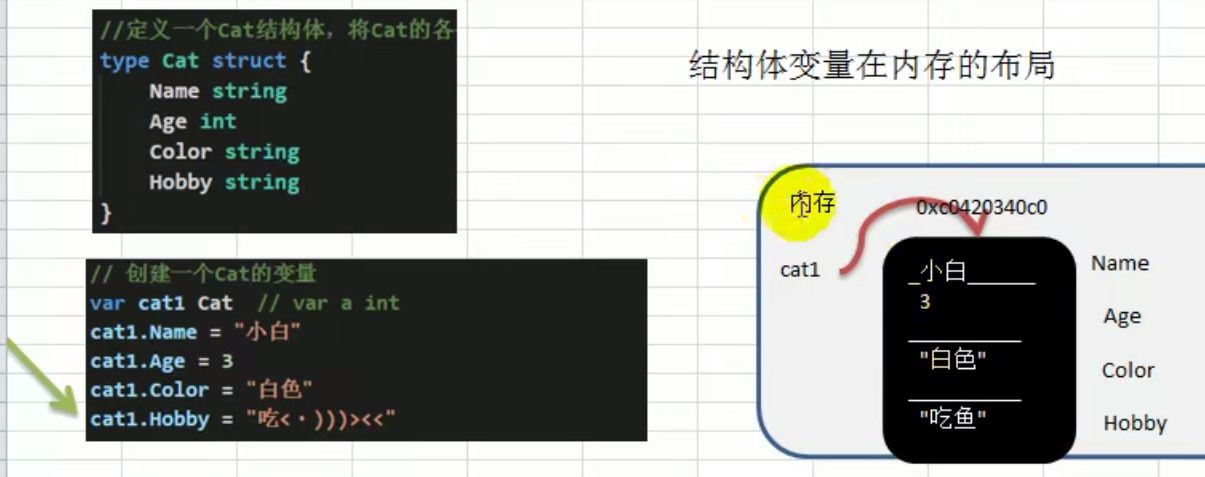 //定义一个Cat结构体，将Cat的各
type Cat struct {
Name string
Age int
Color string
Hobby string
}
// 创建一个Cat的变量
var cat1 Cat // var a int
cat1.Name = "小白"
cat1.Age = 3
cat1.Color = "白色"
cat1.Hobby = "吃<·)))><<"
结构体变量在内存的布局
内存
0xc0420340c0
cat1
_小白______
Name
3
Age
"白色"
Color
"吃鱼"
Hobby